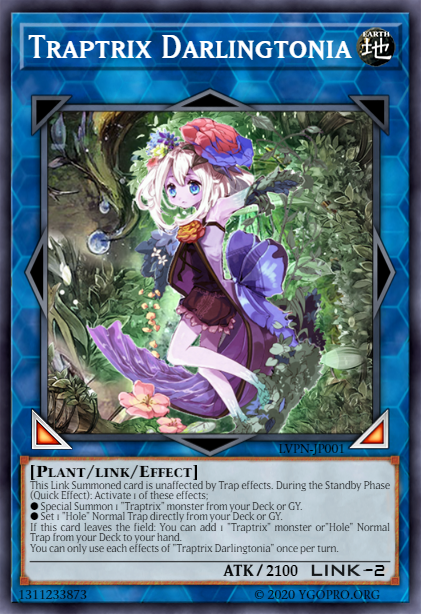 Traptrix Darlingtonia
EARTH
地
LVPN-JP001
[Plant/link/Effect]
This Link Summoned card is unaffected by Trap effects. During the Standby Phase
(Quick Effect): Activate 1 of these effects;
● Special Summon 1 "Traptrix" monster from your Deck or GY.
● Set 1 "Hole" Normal Trap directly from your Deck or GY.
If this card leaves the field: You can add 1 "Traptrix" monster or"Hole" Normal
Trap from your Deck to your hand.
You can only use each effects of "Traptrix Darlingtonia" once per turn.
ATK/2100 LINK-2
1311233873 © 2020 YGOPRO.ORG